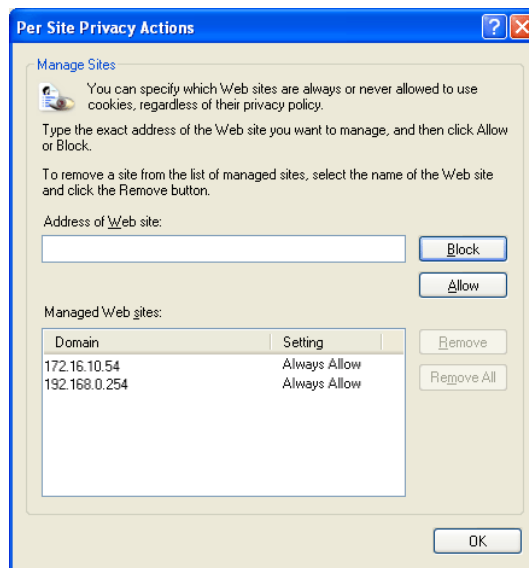 Per Site Privacy Actions
Manage Sites
You can specify which Web sites are always or never allowed to use
cookies, regardless of their privacy policy.
Type the exact address of the Web site you want to manage, and then click Allow
or Block.
To remove a site from the list of managed sites, select the name of the Web site
and click the Remove button.
Address of Web site:
Block
Allow
Managed Web sites:
Domain Setting
Remove
172.16.10.54 Always Allow
192.168.0.254 Always Allow
Remove All
OK